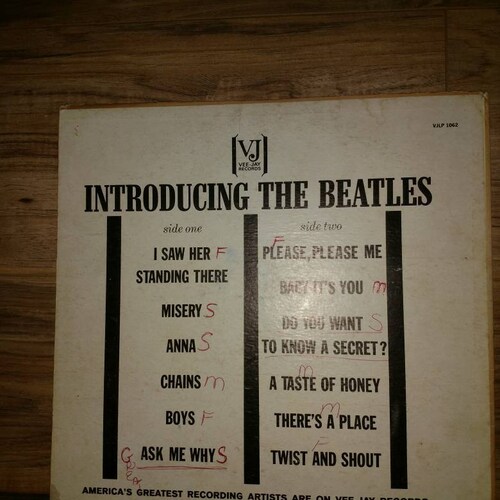 VJLP 1062
VJ
VEE-JAY
RECORDS
INTRODUCING THE BEATLES
side one
I SAW HER F
STANDING THERE
MISERY S
ANNA S
CHAINS m
BOYS F
ASK ME WHY S
side two
F
PLEASE, PLEASE ME
BABY IT'S YOU m
DO YOU WANT S
TO KNOW A SECRET?
m
A TASTE OF HONEY
m
THERE'S A PLACE
F
TWIST AND SHOUT
AMERICA'S GREATEST RECORDING ARTISTS ARE ON VEE JAY RECORDS